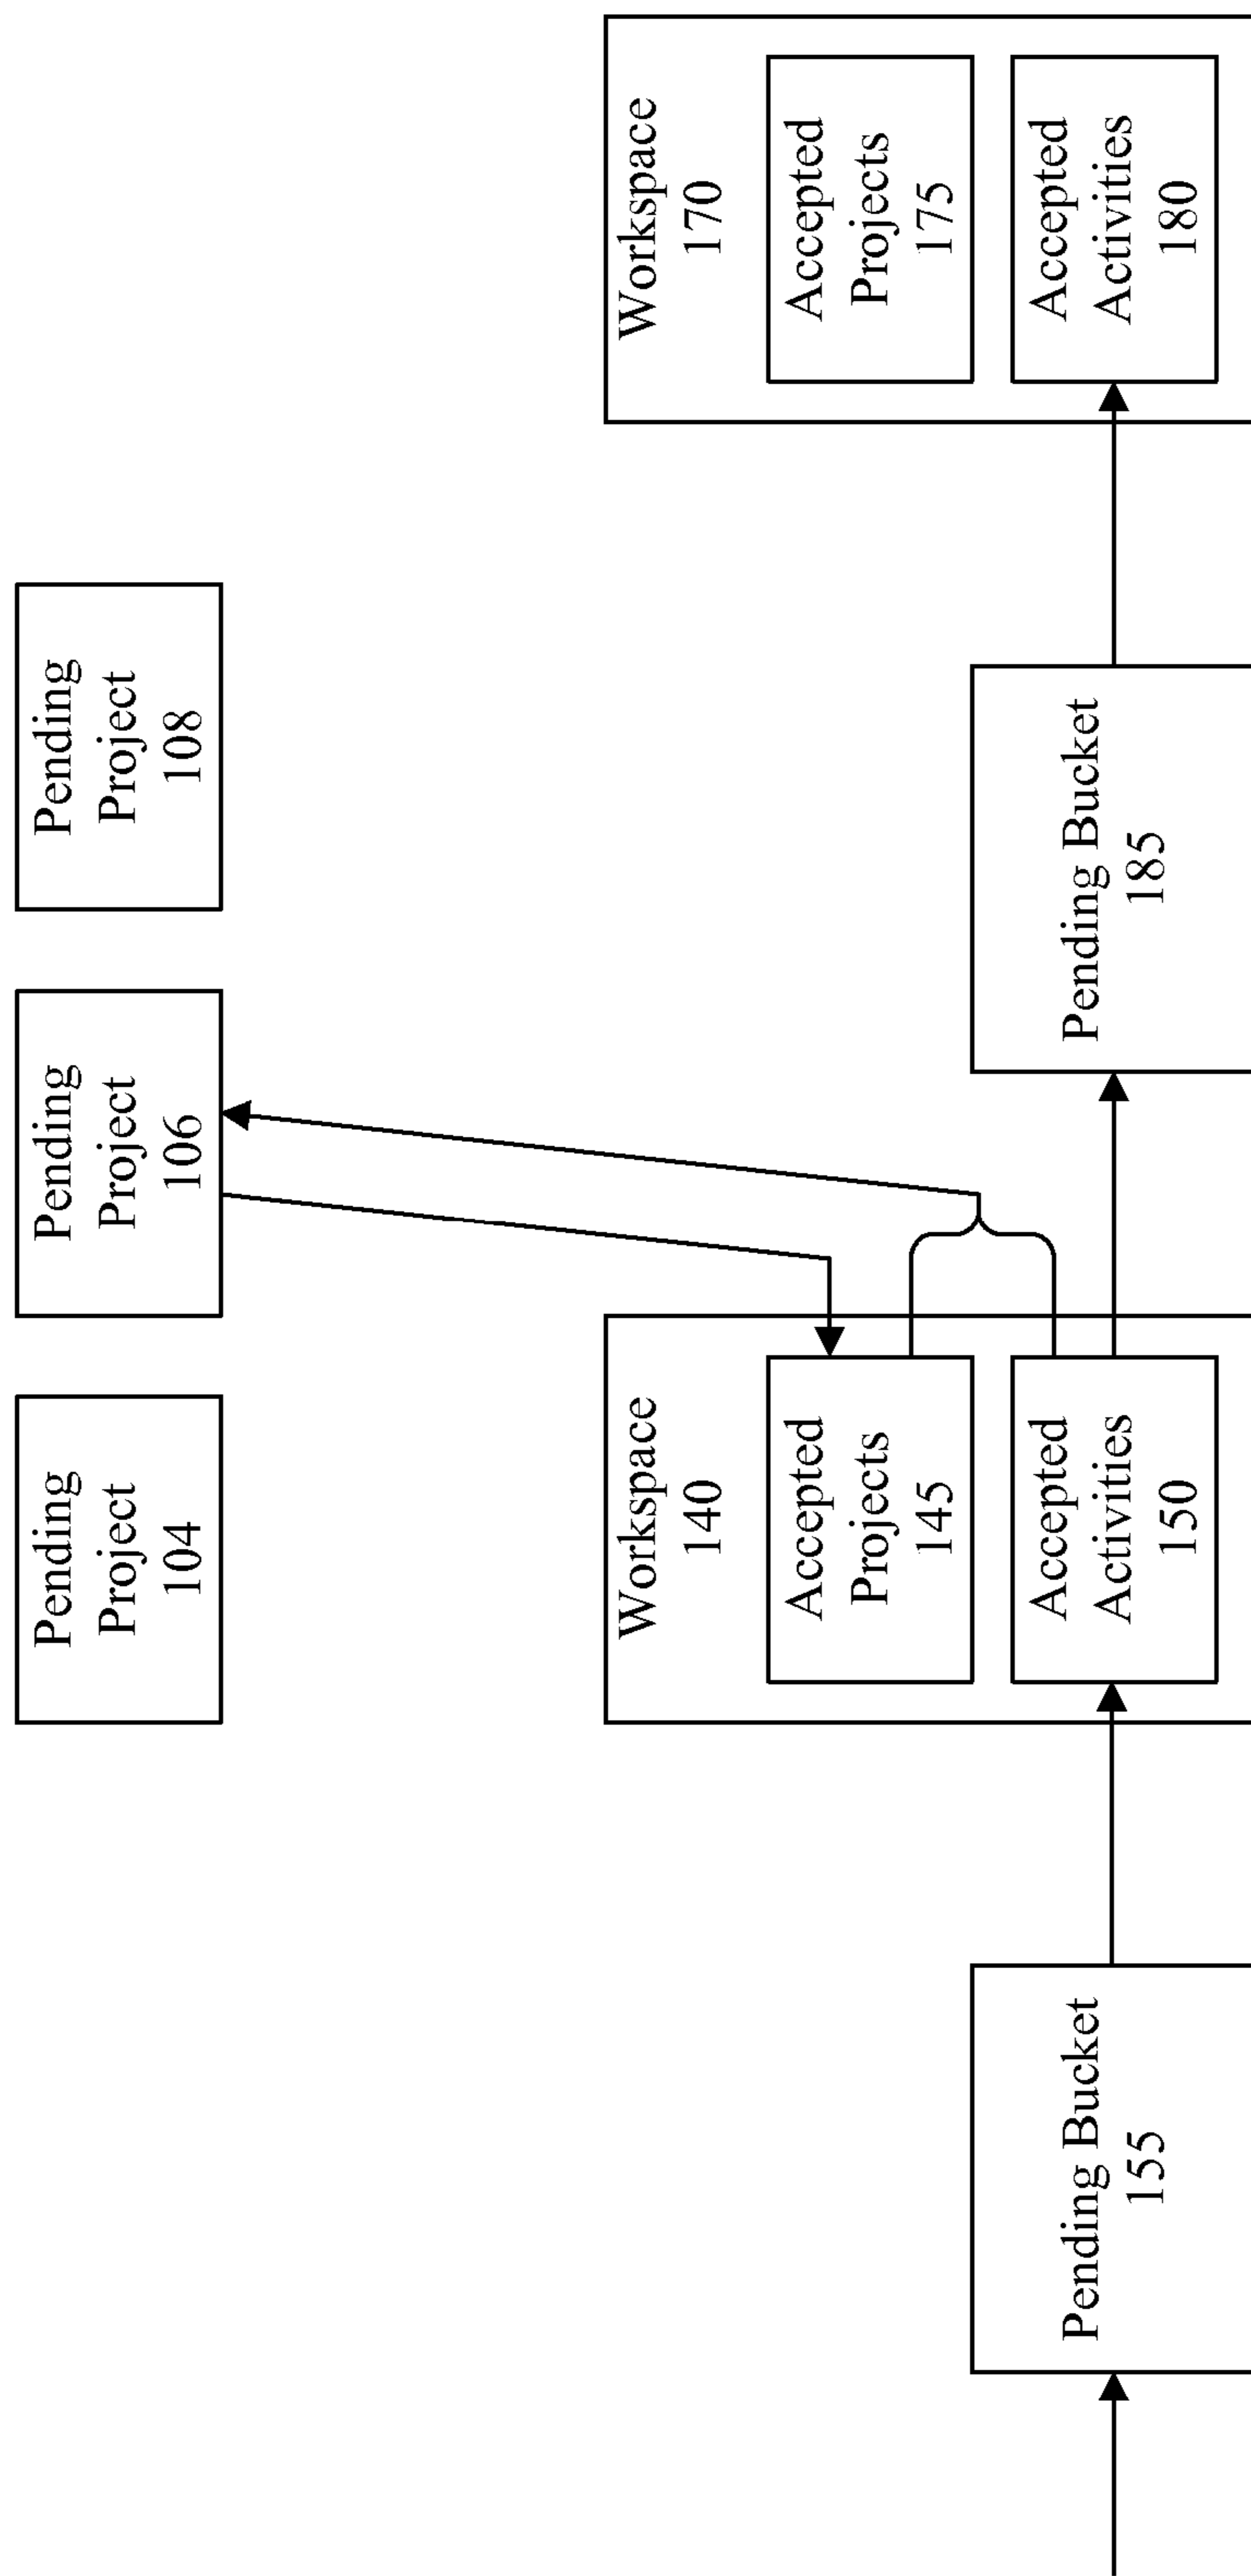 Pending
Project
104
Pending
Project
106
Pending
Project
108
Workspace
140
Accepted
Projects
145
Accepted
Activities
150
Workspace
170
Accepted
Projects
175
Accepted
Activities
180
Pending Bucket
155
Pending Bucket
185